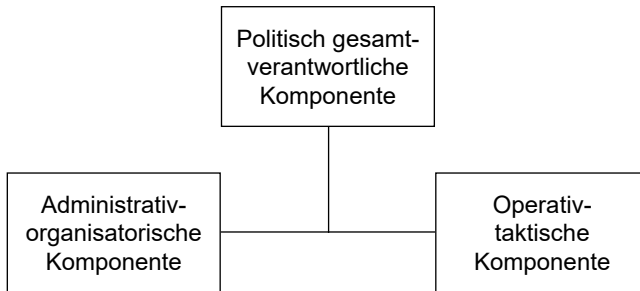 Politisch gesamt-
verantwortliche
Komponente
Administrativ-
organisatorische
Komponente
Operativ-
taktische
Komponente